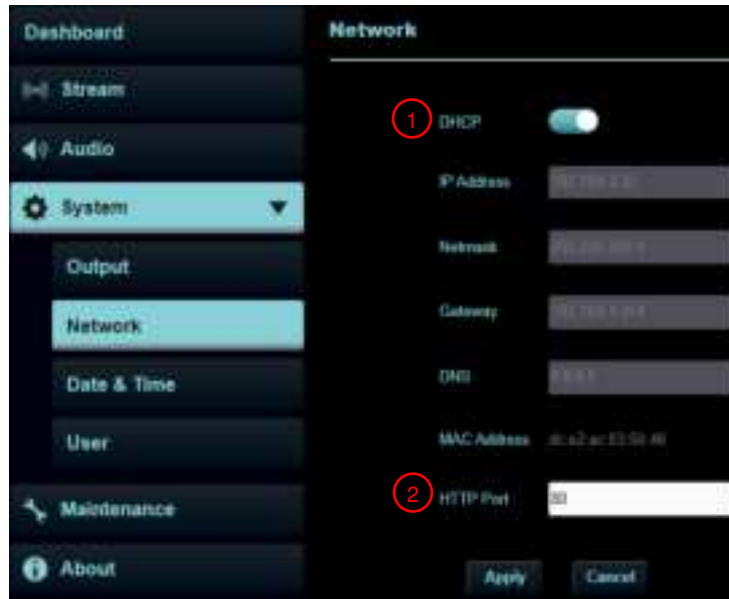 Dashboard
Stream
Audio
System
Output
Network
Date & Time
User
Maintenance
About
Network
1 DHCP
IP Address
Netmask
Gateway
DNS
MAC Address
2 HTTP Port 80
Apply Cancel